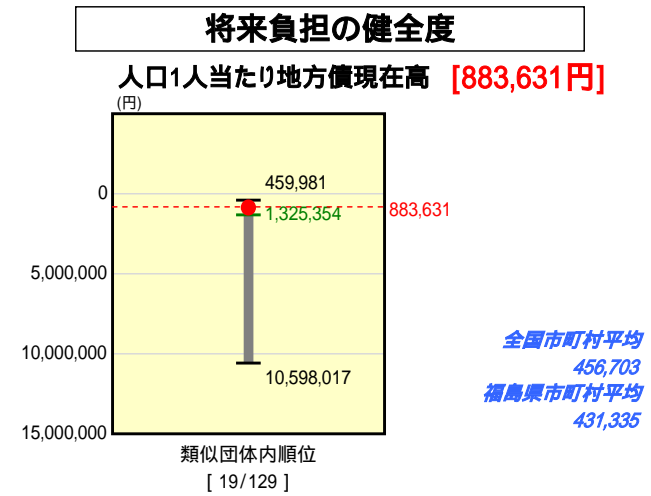 将来負担の健全度
人口1人当たり地方債現在高 [883,631円]
(円)
459,981
0
1,325,354
883,631
5,000,000
全国市町村平均
456,703
10,000,000
10,598,017
福島県市町村平均
431,335
15,000,000
類似団体内順位
[ 19/129 ]